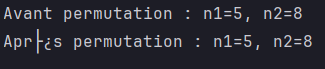 Avant permutation : n1=5, n2=8
Apr├¿s permutation : n1=5, n2=8